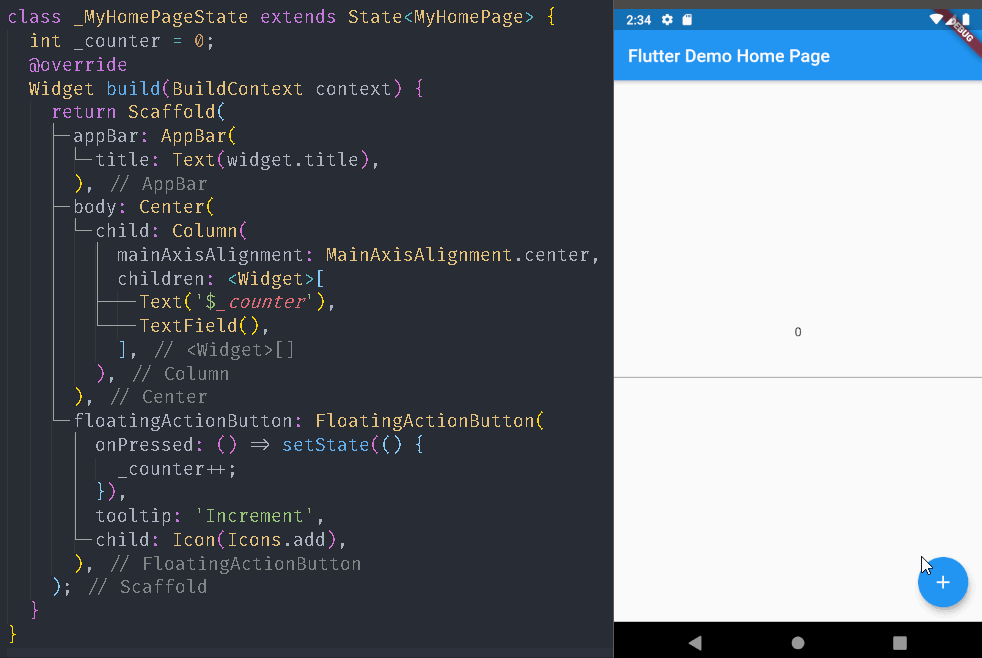 class _MyHomePageState extends State<MyHomePage> {
  int _counter = 0;
  @override
  Widget build(BuildContext context) {
    return Scaffold(
      appBar: AppBar(
        title: Text(widget.title),
      ), // AppBar
      body: Center(
        child: Column(
          mainAxisAlignment: MainAxisAlignment.center,
          children: <Widget>[
            Text('$_counter'),
            TextField(),
          ], // <Widget>[]
        ), // Column
      ), // Center
      floatingActionButton: FloatingActionButton(
        onPressed: () => setState(() {
          _counter++;
        }),
        tooltip: 'Increment',
        child: Icon(Icons.add),
      ), // FloatingActionButton
    ); // Scaffold
  }
}
2:34
DEBUG
Flutter Demo Home Page
0
+